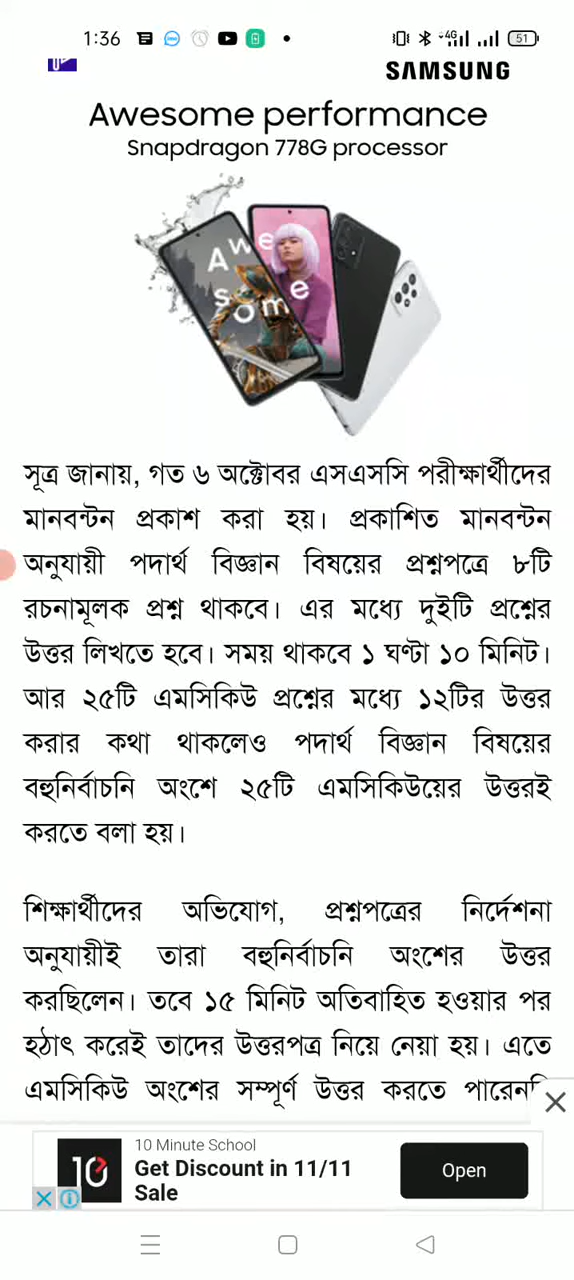 1:36
4G
51
SAMSUNG
Awesome performance
Snapdragon 778G processor
Awe
some
সূত্র জানায়, গত ৬ অক্টোবর এসএসসি পরীক্ষার্থীদের
মানবন্টন প্রকাশ করা হয়। প্রকাশিত মানবন্টন
অনুযায়ী পদার্থ বিজ্ঞান বিষয়ের প্রশ্নপত্রে ৮টি
রচনামূলক প্রশ্ন থাকবে। এর মধ্যে দুইটি প্রশ্নের
উত্তর লিখতে হবে। সময় থাকবে ১ ঘণ্টা ১০ মিনিট।
আর ২৫টি এমসিকিউ প্রশ্নের মধ্যে ১২টির উত্তর
করার কথা থাকলেও পদার্থ বিজ্ঞান বিষয়ের
বহুনির্বাচনি অংশে ২৫টি এমসিকিউয়ের উত্তরই
করতে বলা হয়।
শিক্ষার্থীদের অভিযোগ, প্রশ্নপত্রের নির্দেশনা
অনুযায়ীই তারা বহুনির্বাচনি অংশের উত্তর
করছিলেন। তবে ১৫ মিনিট অতিবাহিত হওয়ার পর
হঠাৎ করেই তাদের উত্তরপত্র নিয়ে নেয়া হয়। এতে
এমসিকিউ অংশের সম্পূর্ণ উত্তর করতে
10 Minute School
Get Discount in 11/11
Sale
Open
10